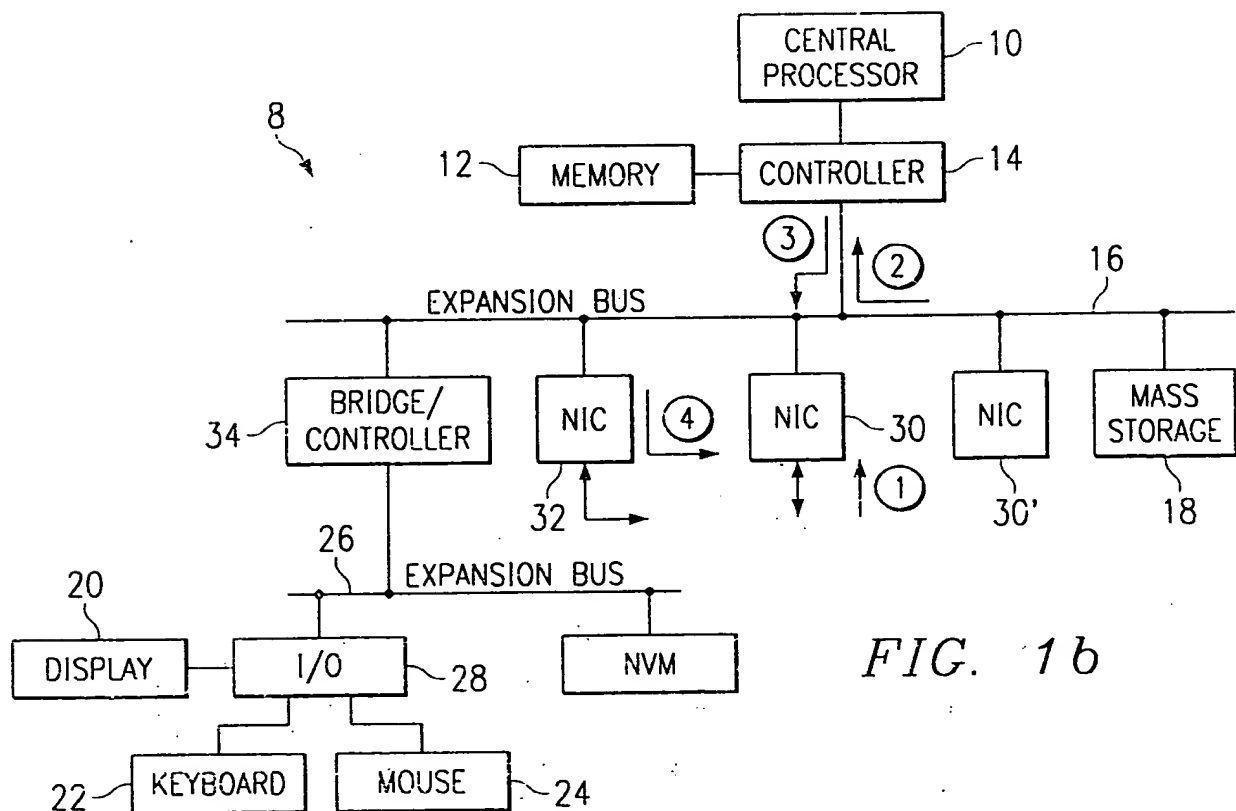 CENTRAL
PROCESSOR
10
8
12
MEMORY
CONTROLLER
14
3
2
EXPANSION BUS
16
34
BRIDGE/
CONTROLLER
NIC
32
4
NIC
30
1
NIC
30'
MASS
STORAGE
18
26
EXPANSION BUS
20
DISPLAY
I/O
28
NVM
FIG. 1b
22
KEYBOARD
MOUSE
24